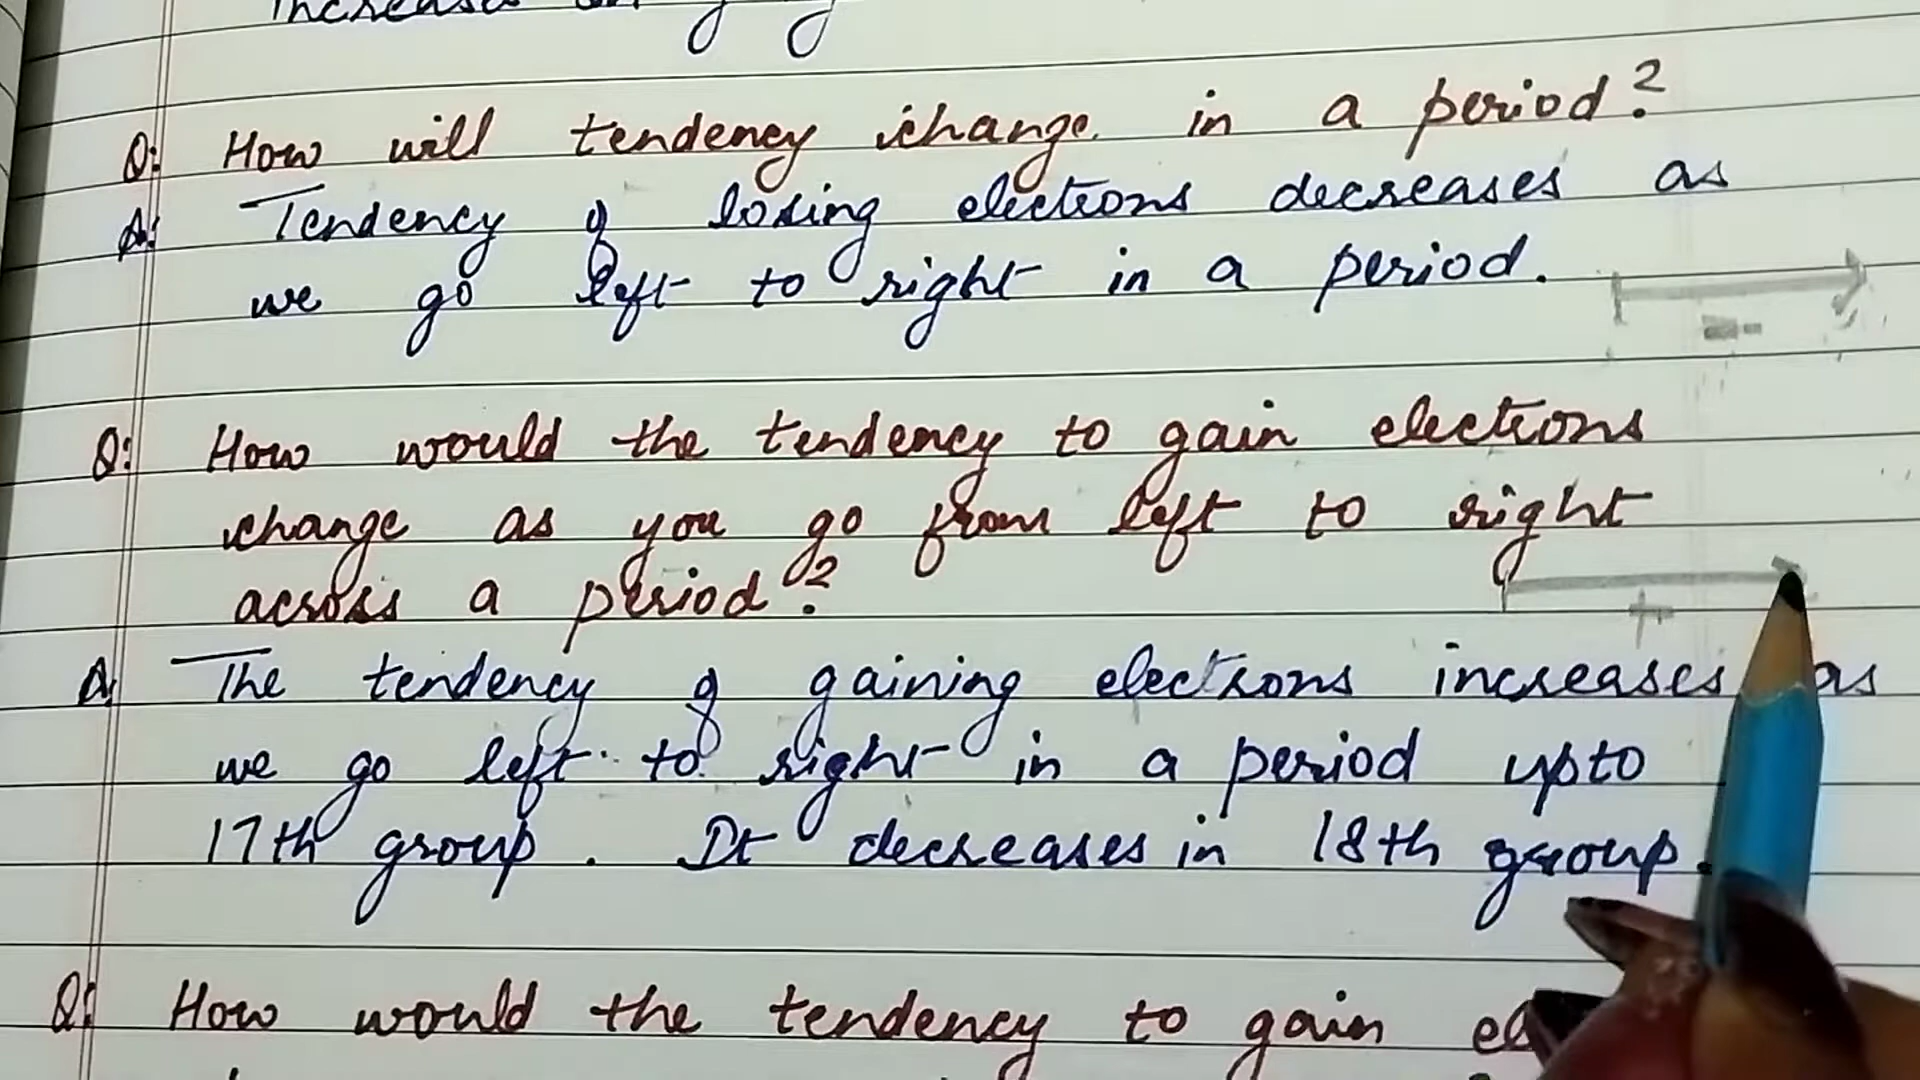 Increases
Q: How will tendency change in a period?
A: Tendency of losing electrons decreases as
we go left to right in a period.
-
Q: How would the tendency to gain electrons
change as you go from left to right
across a period?
+
A: The tendency of gaining electrons increases as
we go left to right in a period upto
17th group. It decreases in 18th group.
Q: How would the tendency to gain